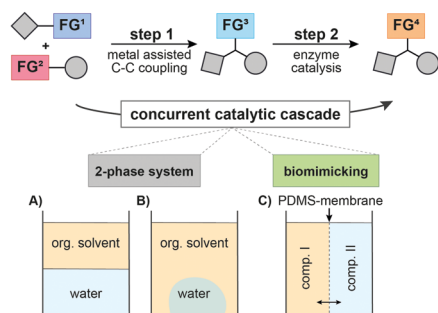 FG¹
+
FG²
step 1
metal assisted
C-C coupling
FG³
step 2
enzyme
catalysis
FG⁴
concurrent catalytic cascade
2-phase system
biomimicking
A)
org. solvent
water
B)
org. solvent
water
C)
PDMS-membrane
comp. I
comp. II